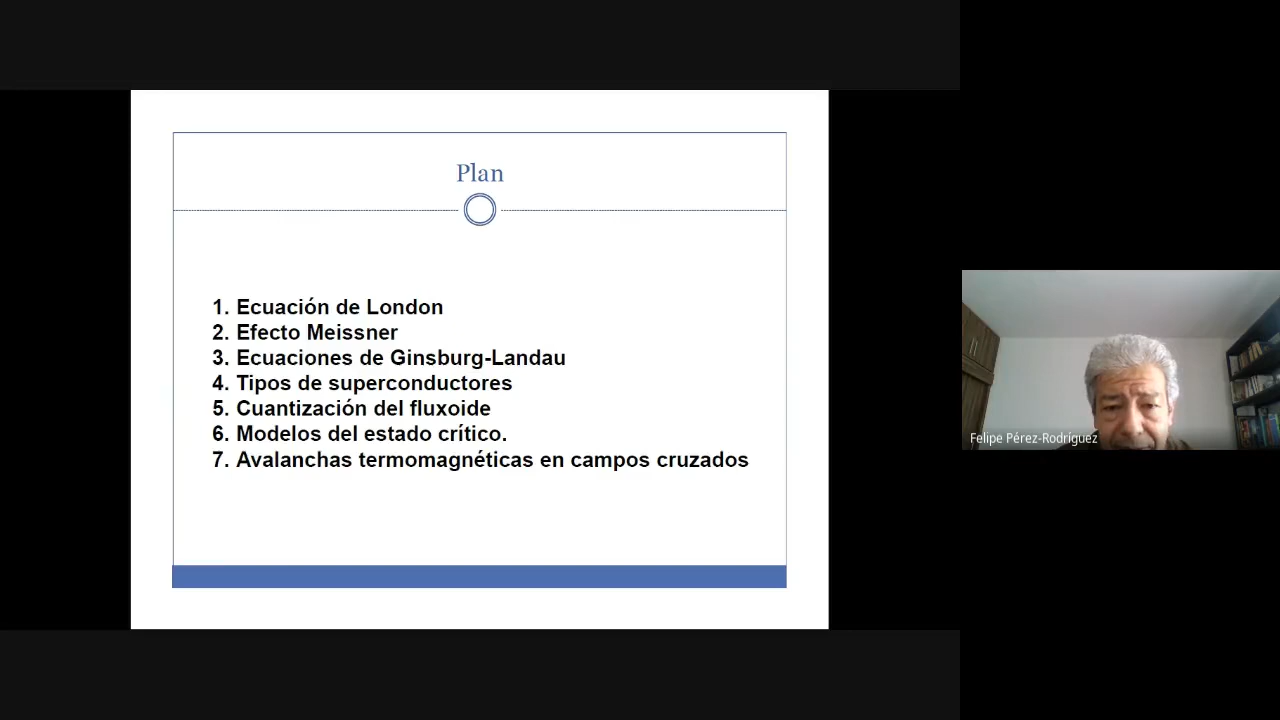 Plan
1. Ecuación de London
2. Efecto Meissner
3. Ecuaciones de Ginsburg-Landau
4. Tipos de superconductores
5. Cuantización del fluxoide
6. Modelos del estado crítico.
7. Avalanchas termomagnéticas en campos cruzados
Felipe Pérez-Rodríguez